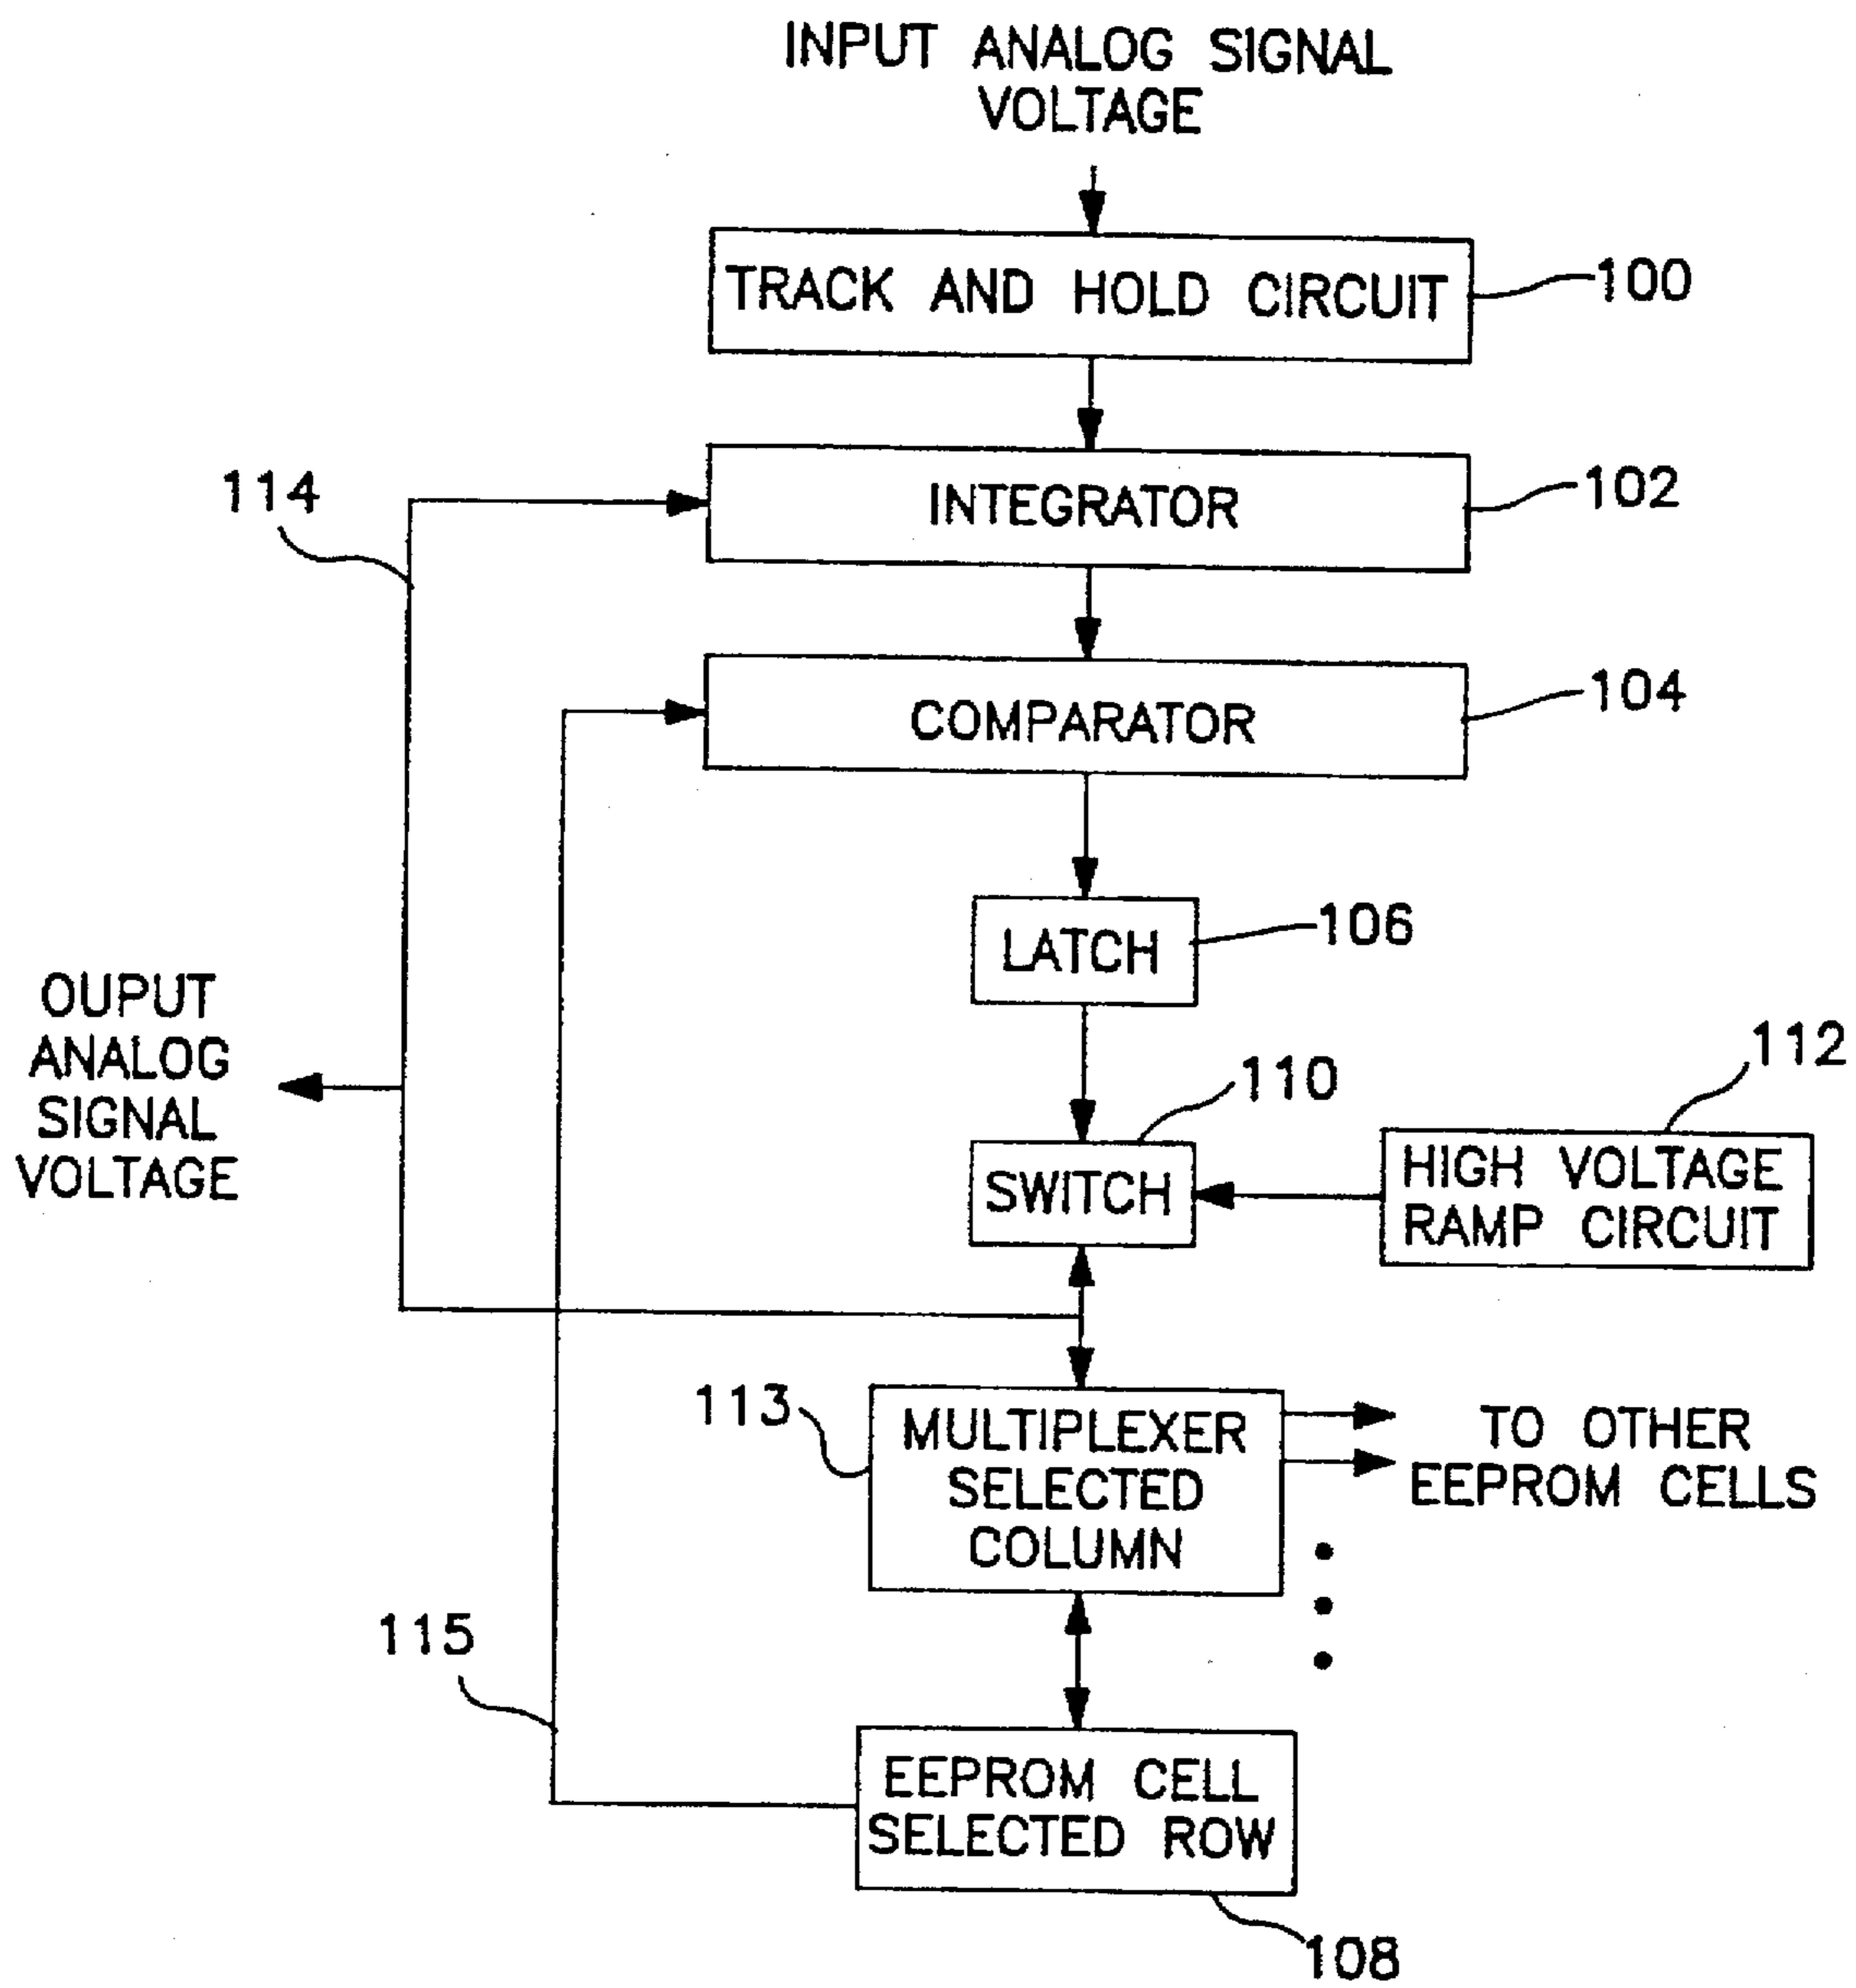 INPUT ANALOG SIGNAL
VOLTAGE
TRACK AND HOLD CIRCUIT
100
INTEGRATOR
102
114
COMPARATOR
104
LATCH
106
OUPUT
ANALOG
SIGNAL
VOLTAGE
110
112
SWITCH
HIGH VOLTAGE
RAMP CIRCUIT
113
MULTIPLEXER
SELECTED
COLUMN
TO OTHER
EEPROM CELLS
115
EEPROM CELL
SELECTED ROW
108